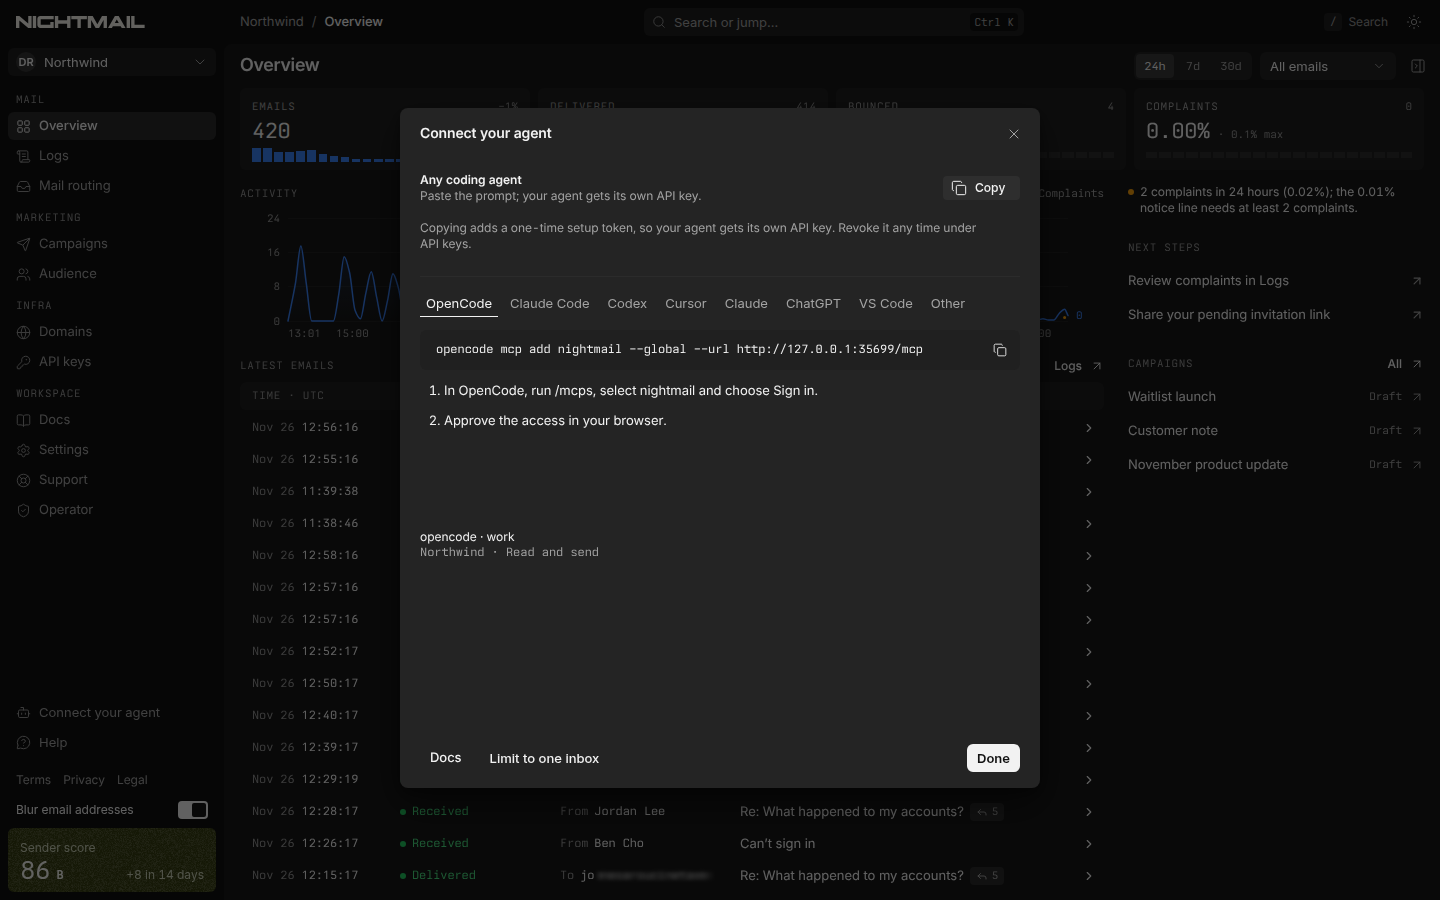 NIGHTMAIL
Northwind / Overview
Search or jump... Ctrl K
/ Search
DR Northwind
Overview
24h 7d 30d
All emails
MAIL
Overview
Logs
Mail routing
MARKETING
Campaigns
Audience
INFRA
Domains
API keys
WORKSPACE
Docs
Settings
Support
Operator
Connect your agent
Help
Terms Privacy Legal
Blur email addresses
Sender score
86 B +8 in 14 days
EMAILS
420
DELIVERED 414
BOUNCED 4
COMPLAINTS 0
0.00% · 0.1% max
ACTIVITY
Complaints
24
16
8
0
13:01 15:00
0
Connect your agent
Any coding agent
Paste the prompt; your agent gets its own API key.
Copy
Copying adds a one-time setup token, so your agent gets its own API key. Revoke it any time under
API keys.
OpenCode Claude Code Codex Cursor Claude ChatGPT VS Code Other
opencode mcp add nightmail --global --url http://127.0.0.1:35699/mcp
1. In OpenCode, run /mcps, select nightmail and choose Sign in.
2. Approve the access in your browser.
opencode · work
Northwind · Read and send
Docs Limit to one inbox Done
2 complaints in 24 hours (0.02%); the 0.01%
notice line needs at least 2 complaints.
NEXT STEPS
Review complaints in Logs
Share your pending invitation link
CAMPAIGNS All
Waitlist launch Draft
Customer note Draft
November product update Draft
LATEST EMAILS Logs
TIME · UTC
Nov 26 12:56:16
Nov 26 12:55:16
Nov 26 11:39:38
Nov 26 11:38:46
Nov 26 12:58:16
Nov 26 12:57:16
Nov 26 12:57:16
Nov 26 12:52:17
Nov 26 12:50:17
Nov 26 12:40:17
Nov 26 12:39:17
Nov 26 12:29:19
Nov 26 12:28:17 Received From Jordan Lee Re: What happened to my accounts? 5
Nov 26 12:26:17 Received From Ben Cho Can't sign in
Nov 26 12:15:17 Delivered To jo Re: What happened to my accounts? 5